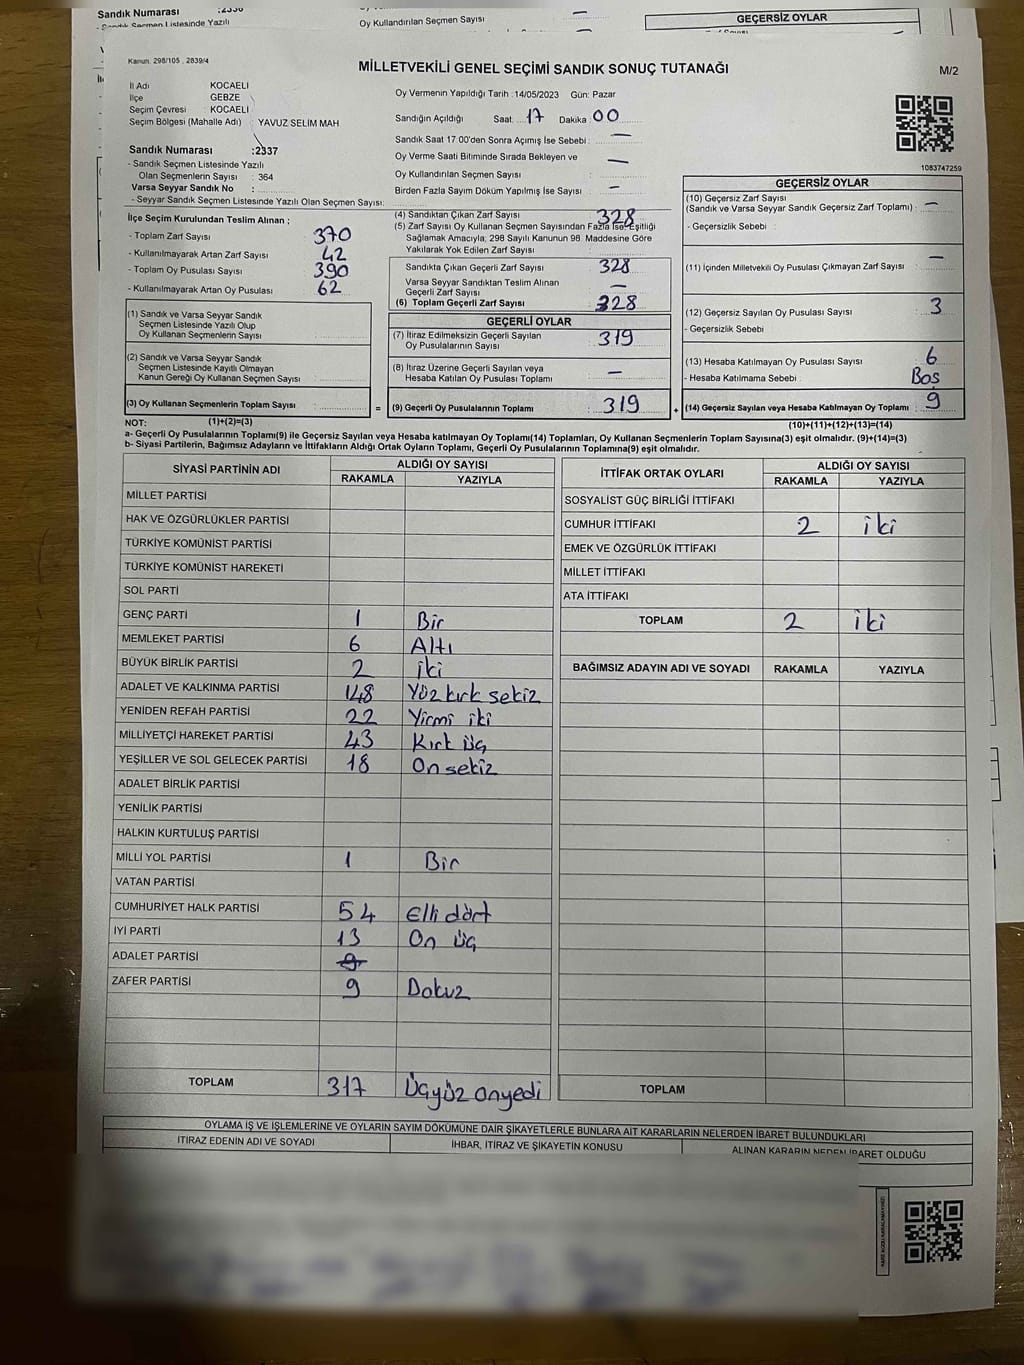 Sandık Numarası :2336
Oy Kullandırılan Seçmen Sayısı —
GEÇERSİZ OYLAR
Kanun. 298/105 , 2839/4
MİLLETVEKİLİ GENEL SEÇİMİ SANDIK SONUÇ TUTANAĞI
M/2
İl Adı KOCAELİ
İlçe GEBZE
Seçim Çevresi : KOCAELİ
Seçim Bölgesi (Mahalle Adı) : YAVUZ SELİM MAH
Sandık Numarası :2337
- Sandık Seçmen Listesinde Yazılı
Olan Seçmenlerin Sayısı : 364
Varsa Seyyar Sandık No :
- Seyyar Sandık Seçmen Listesinde Yazılı Olan Seçmen Sayısı:
Oy Vermenin Yapıldığı Tarih :14/05/2023 Gün: Pazar
Sandığın Açıldığı Saat 17 Dakika 00
Sandık Saat 17:00'den Sonra Açımış İse Sebebi : —
Oy Verme Saati Bitiminde Sırada Bekleyen ve
Oy Kullandırılan Seçmen Sayısı : —
Birden Fazla Sayım Döküm Yapılmış İse Sayısı : —
1083747259
İlçe Seçim Kurulundan Teslim Alınan ;
- Toplam Zarf Sayısı 370
- Kullanılmayarak Artan Zarf Sayısı 42
- Toplam Oy Pusulası Sayısı 390
- Kullanılmayarak Artan Oy Pusulası 62
(1) Sandık ve Varsa Seyyar Sandık
Seçmen Listesinde Yazılı Olup
Oy Kullanan Seçmenlerin Sayısı
(2) Sandık ve Varsa Seyyar Sandık
Seçmen Listesinde Kayıtlı Olmayan
Kanun Gereği Oy Kullanan Seçmen Sayısı
(3) Oy Kullanan Seçmenlerin Toplam Sayısı =
(1)+(2)=(3)
(4) Sandıktan Çıkan Zarf Sayısı 328
(5) Zarf Sayısı Oy Kullanan Seçmen Sayısından Fazla İse, Eşitliği
Sağlamak Amacıyla; 298 Sayılı Kanunun 98. Maddesine Göre
Yakılarak Yok Edilen Zarf Sayısı
Sandıkta Çıkan Geçerli Zarf Sayısı 328
Varsa Seyyar Sandıktan Teslim Alınan
Geçerli Zarf Sayısı —
(6) Toplam Geçerli Zarf Sayısı 328
GEÇERLİ OYLAR
(7) İtiraz Edilmeksizin Geçerli Sayılan
Oy Pusulalarının Sayısı 319
(8) İtiraz Üzerine Geçerli Sayılan veya
Hesaba Katılan Oy Pusulası Toplamı —
(9) Geçerli Oy Pusulalarının Toplamı 319 +
GEÇERSİZ OYLAR
(10) Geçersiz Zarf Sayısı
(Sandık ve Varsa Seyyar Sandık Geçersiz Zarf Toplamı) : —
- Geçersizlik Sebebi :
(11) İçinden Milletvekili Oy Pusulası Çıkmayan Zarf Sayısı : —
(12) Geçersiz Sayılan Oy Pusulası Sayısı : 3
- Geçersizlik Sebebi
(13) Hesaba Katılmayan Oy Pusulası Sayısı : 6
- Hesaba Katılmama Sebebi : Boş
(14) Geçersiz Sayılan veya Hesaba Katılmayan Oy Toplamı : 9
(10)+(11)+(12)+(13)=(14)
NOT:
a- Geçerli Oy Pusulalarının Toplamı(9) ile Geçersiz Sayılan veya Hesaba katılmayan Oy Toplamı(14) Toplamları, Oy Kullanan Seçmenlerin Toplam Sayısına(3) eşit olmalıdır. (9)+(14)=(3)
b- Siyasi Partilerin, Bağımsız Adayların ve İttifakların Aldığı Ortak Oyların Toplamı, Geçerli Oy Pusulalarının Toplamına(9) eşit olmalıdır.
SİYASİ PARTİNİN ADI ALDIĞI OY SAYISI
RAKAMLA YAZIYLA
MİLLET PARTİSİ
HAK VE ÖZGÜRLÜKLER PARTİSİ
TÜRKİYE KOMÜNİST PARTİSİ
TÜRKİYE KOMÜNİST HAREKETİ
SOL PARTİ
GENÇ PARTİ 1 Bir
MEMLEKET PARTİSİ 6 Altı
BÜYÜK BİRLİK PARTİSİ 2 iki
ADALET VE KALKINMA PARTİSİ 148 Yüz kırk sekiz
YENİDEN REFAH PARTİSİ 22 Yirmi iki
MİLLİYETÇİ HAREKET PARTİSİ 43 Kırk üç
YEŞİLLER VE SOL GELECEK PARTİSİ 18 On sekiz
ADALET BİRLİK PARTİSİ
YENİLİK PARTİSİ
HALKIN KURTULUŞ PARTİSİ
MİLLİ YOL PARTİSİ 1 Bir
VATAN PARTİSİ
CUMHURİYET HALK PARTİSİ 54 Elli dört
İYİ PARTİ 13 On üç
ADALET PARTİSİ 9
ZAFER PARTİSİ 9 Dokuz
TOPLAM 317 Üçyüz onyedi
İTTİFAK ORTAK OYLARI ALDIĞI OY SAYISI
RAKAMLA YAZIYLA
SOSYALİST GÜÇ BİRLİĞİ İTTİFAKI
CUMHUR İTTİFAKI 2 iki
EMEK VE ÖZGÜRLÜK İTTİFAKI
MİLLET İTTİFAKI
ATA İTTİFAKI
TOPLAM 2 iki
BAĞIMSIZ ADAYIN ADI VE SOYADI RAKAMLA YAZIYLA
TOPLAM
OYLAMA İŞ VE İŞLEMLERİNE VE OYLARIN SAYIM DÖKÜMÜNE DAİR ŞİKAYETLERLE BUNLARA AİT KARARLARIN NELERDEN İBARET BULUNDUKLARI
İTİRAZ EDENİN ADI VE SOYADI İHBAR, İTİRAZ VE ŞİKAYETİN KONUSU ALINAN KARARIN NEDEN İBARET OLDUĞU